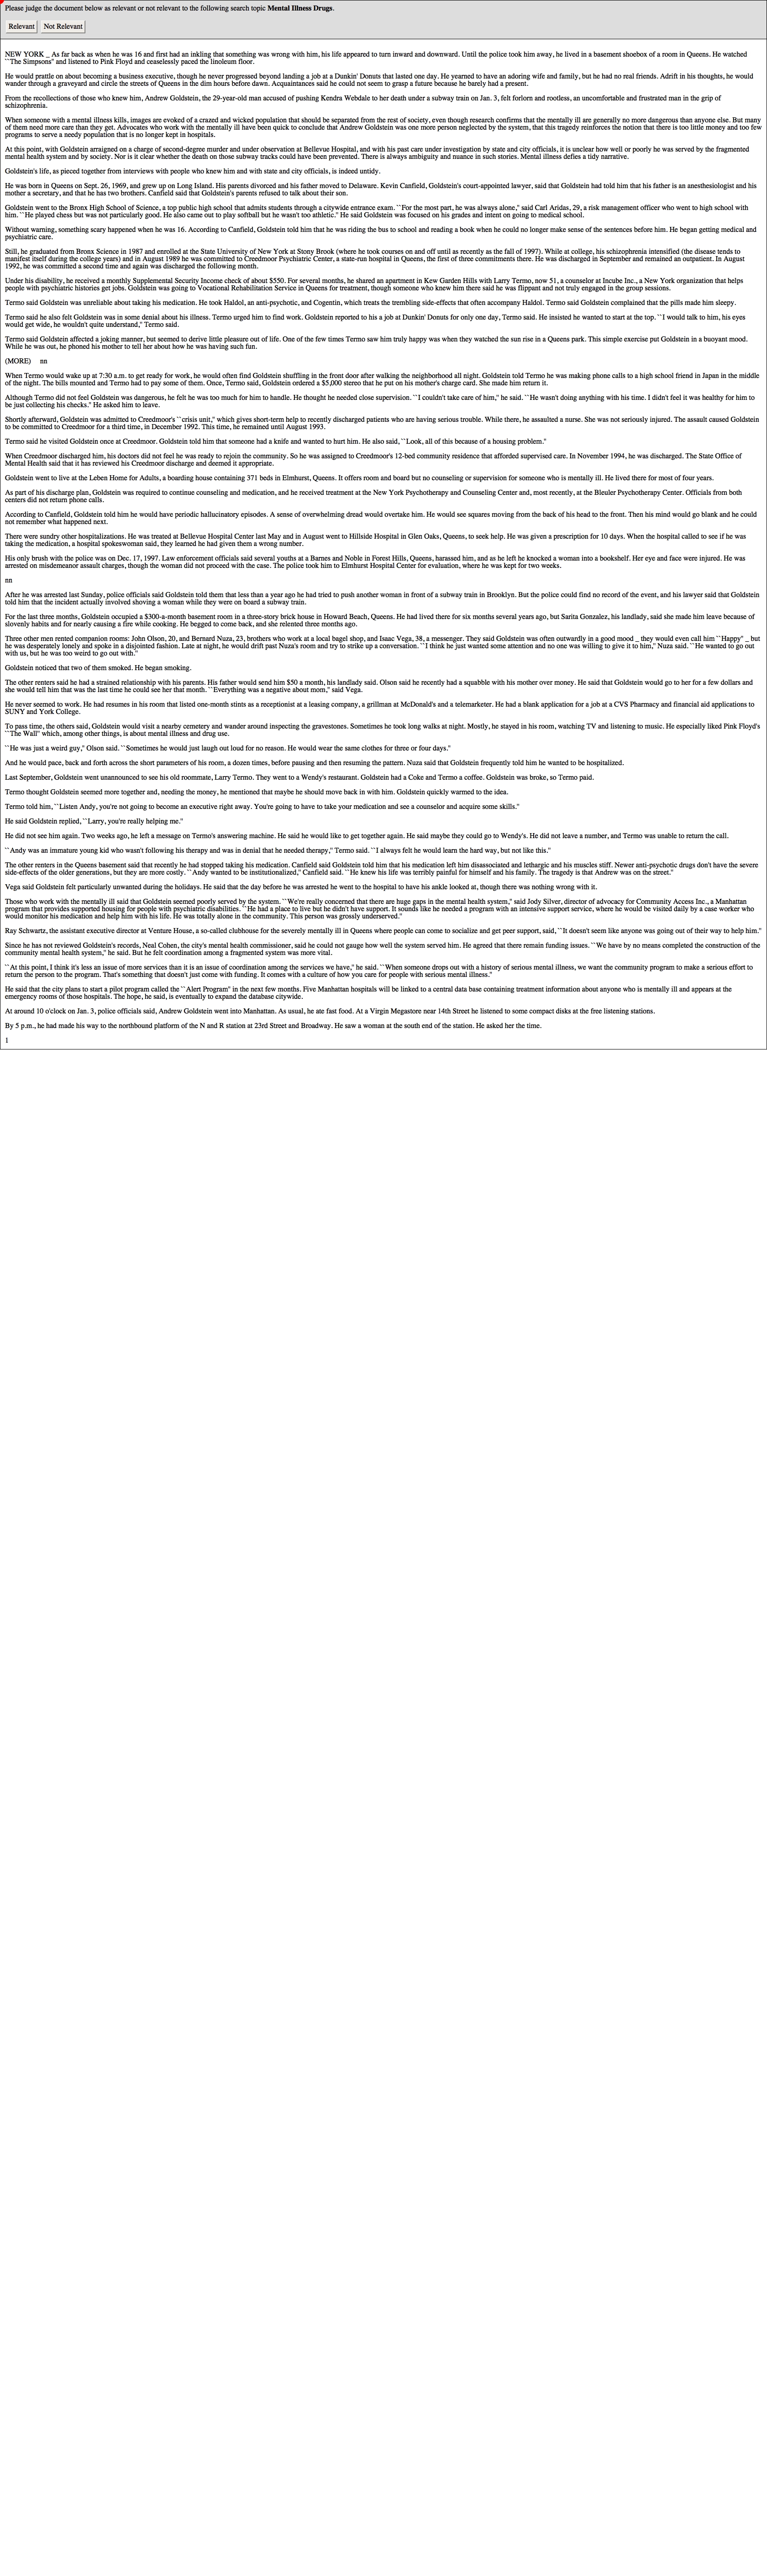 Please judge the document below as relevant or not relevant to the following search topic Mental Illness Drugs.
Relevant Not Relevant
NEW YORK _ As far back as when he was 16 and first had an inkling that something was wrong with him, his life appeared to turn inward and downward. Until the police took him away, he lived in a basement shoebox of a room in Queens. He watched
``The Simpsons'' and listened to Pink Floyd and ceaselessly paced the linoleum floor.
He would prattle on about becoming a business executive, though he never progressed beyond landing a job at a Dunkin' Donuts that lasted one day. He yearned to have an adoring wife and family, but he had no real friends. Adrift in his thoughts, he would
wander through a graveyard and circle the streets of Queens in the dim hours before dawn. Acquaintances said he could not seem to grasp a future because he barely had a present.
From the recollections of those who knew him, Andrew Goldstein, the 29-year-old man accused of pushing Kendra Webdale to her death under a subway train on Jan. 3, felt forlorn and rootless, an uncomfortable and frustrated man in the grip of
schizophrenia.
When someone with a mental illness kills, images are evoked of a crazed and wicked population that should be separated from the rest of society, even though research confirms that the mentally ill are generally no more dangerous than anyone else. But many
of them need more care than they get. Advocates who work with the mentally ill have been quick to conclude that Andrew Goldstein was one more person neglected by the system, that this tragedy reinforces the notion that there is too little money and too few
programs to serve a needy population that is no longer kept in hospitals.
At this point, with Goldstein arraigned on a charge of second-degree murder and under observation at Bellevue Hospital, and with his past care under investigation by state and city officials, it is unclear how well or poorly he was served by the fragmented
mental health system and by society. Nor is it clear whether the death on those subway tracks could have been prevented. There is always ambiguity and nuance in such stories. Mental illness defies a tidy narrative.
Goldstein's life, as pieced together from interviews with people who knew him and with state and city officials, is indeed untidy.
He was born in Queens on Sept. 26, 1969, and grew up on Long Island. His parents divorced and his father moved to Delaware. Kevin Canfield, Goldstein's court-appointed lawyer, said that Goldstein had told him that his father is an anesthesiologist and his
mother a secretary, and that he has two brothers. Canfield said that Goldstein's parents refused to talk about their son.
Goldstein went to the Bronx High School of Science, a top public high school that admits students through a citywide entrance exam. ``For the most part, he was always alone,'' said Carl Aridas, 29, a risk management officer who went to high school with
him. ``He played chess but was not particularly good. He also came out to play softball but he wasn't too athletic.'' He said Goldstein was focused on his grades and intent on going to medical school.
Without warning, something scary happened when he was 16. According to Canfield, Goldstein told him that he was riding the bus to school and reading a book when he could no longer make sense of the sentences before him. He began getting medical and
psychiatric care.
Still, he graduated from Bronx Science in 1987 and enrolled at the State University of New York at Stony Brook (where he took courses on and off until as recently as the fall of 1997). While at college, his schizophrenia intensified (the disease tends to
manifest itself during the college years) and in August 1989 he was committed to Creedmoor Psychiatric Center, a state-run hospital in Queens, the first of three commitments there. He was discharged in September and remained an outpatient. In August
1992, he was committed a second time and again was discharged the following month.
Under his disability, he received a monthly Supplemental Security Income check of about $550. For several months, he shared an apartment in Kew Garden Hills with Larry Termo, now 51, a counselor at Incube Inc., a New York organization that helps
people with psychiatric histories get jobs. Goldstein was going to Vocational Rehabilitation Service in Queens for treatment, though someone who knew him there said he was flippant and not truly engaged in the group sessions.
Termo said Goldstein was unreliable about taking his medication. He took Haldol, an anti-psychotic, and Cogentin, which treats the trembling side-effects that often accompany Haldol. Termo said Goldstein complained that the pills made him sleepy.
Termo said he also felt Goldstein was in some denial about his illness. Termo urged him to find work. Goldstein reported to his a job at Dunkin' Donuts for only one day, Termo said. He insisted he wanted to start at the top. ``I would talk to him, his eyes
would get wide, he wouldn't quite understand,'' Termo said.
Termo said Goldstein affected a joking manner, but seemed to derive little pleasure out of life. One of the few times Termo saw him truly happy was when they watched the sun rise in a Queens park. This simple exercise put Goldstein in a buoyant mood.
While he was out, he phoned his mother to tell her about how he was having such fun.
(MORE) nn
When Termo would wake up at 7:30 a.m. to get ready for work, he would often find Goldstein shuffling in the front door after walking the neighborhood all night. Goldstein told Termo he was making phone calls to a high school friend in Japan in the middle
of the night. The bills mounted and Termo had to pay some of them. Once, Termo said, Goldstein ordered a $5,000 stereo that he put on his mother's charge card. She made him return it.
Although Termo did not feel Goldstein was dangerous, he felt he was too much for him to handle. He thought he needed close supervision. ``I couldn't take care of him,'' he said. ``He wasn't doing anything with his time. I didn't feel it was healthy for him to
be just collecting his checks.'' He asked him to leave.
Shortly afterward, Goldstein was admitted to Creedmoor's ``crisis unit,'' which gives short-term help to recently discharged patients who are having serious trouble. While there, he assaulted a nurse. She was not seriously injured. The assault caused Goldstein
to be committed to Creedmoor for a third time, in December 1992. This time, he remained until August 1993.
Termo said he visited Goldstein once at Creedmoor. Goldstein told him that someone had a knife and wanted to hurt him. He also said, ``Look, all of this because of a housing problem.''
When Creedmoor discharged him, his doctors did not feel he was ready to rejoin the community. So he was assigned to Creedmoor's 12-bed community residence that afforded supervised care. In November 1994, he was discharged. The State Office of
Mental Health said that it has reviewed his Creedmoor discharge and deemed it appropriate.
Goldstein went to live at the Leben Home for Adults, a boarding house containing 371 beds in Elmhurst, Queens. It offers room and board but no counseling or supervision for someone who is mentally ill. He lived there for most of four years.
As part of his discharge plan, Goldstein was required to continue counseling and medication, and he received treatment at the New York Psychotherapy and Counseling Center and, most recently, at the Bleuler Psychotherapy Center. Officials from both
centers did not return phone calls.
According to Canfield, Goldstein told him he would have periodic hallucinatory episodes. A sense of overwhelming dread would overtake him. He would see squares moving from the back of his head to the front. Then his mind would go blank and he could
not remember what happened next.
There were sundry other hospitalizations. He was treated at Bellevue Hospital Center last May and in August went to Hillside Hospital in Glen Oaks, Queens, to seek help. He was given a prescription for 10 days. When the hospital called to see if he was
taking the medication, a hospital spokeswoman said, they learned he had given them a wrong number.
His only brush with the police was on Dec. 17, 1997. Law enforcement officials said several youths at a Barnes and Noble in Forest Hills, Queens, harassed him, and as he left he knocked a woman into a bookshelf. Her eye and face were injured. He was
arrested on misdemeanor assault charges, though the woman did not proceed with the case. The police took him to Elmhurst Hospital Center for evaluation, where he was kept for two weeks.
nn
After he was arrested last Sunday, police officials said Goldstein told them that less than a year ago he had tried to push another woman in front of a subway train in Brooklyn. But the police could find no record of the event, and his lawyer said that Goldstein
told him that the incident actually involved shoving a woman while they were on board a subway train.
For the last three months, Goldstein occupied a $300-a-month basement room in a three-story brick house in Howard Beach, Queens. He had lived there for six months several years ago, but Sarita Gonzalez, his landlady, said she made him leave because of
slovenly habits and for nearly causing a fire while cooking. He begged to come back, and she relented three months ago.
Three other men rented companion rooms: John Olson, 20, and Bernard Nuza, 23, brothers who work at a local bagel shop, and Isaac Vega, 38, a messenger. They said Goldstein was often outwardly in a good mood _ they would even call him ``Happy'' _ but
he was desperately lonely and spoke in a disjointed fashion. Late at night, he would drift past Nuza's room and try to strike up a conversation. ``I think he just wanted some attention and no one was willing to give it to him,'' Nuza said. ``He wanted to go out
with us, but he was too weird to go out with.''
Goldstein noticed that two of them smoked. He began smoking.
The other renters said he had a strained relationship with his parents. His father would send him $50 a month, his landlady said. Olson said he recently had a squabble with his mother over money. He said that Goldstein would go to her for a few dollars and
she would tell him that was the last time he could see her that month. ``Everything was a negative about mom,'' said Vega.
He never seemed to work. He had resumes in his room that listed one-month stints as a receptionist at a leasing company, a grillman at McDonald's and a telemarketer. He had a blank application for a job at a CVS Pharmacy and financial aid applications to
SUNY and York College.
To pass time, the others said, Goldstein would visit a nearby cemetery and wander around inspecting the gravestones. Sometimes he took long walks at night. Mostly, he stayed in his room, watching TV and listening to music. He especially liked Pink Floyd's
``The Wall'' which, among other things, is about mental illness and drug use.
``He was just a weird guy,'' Olson said. ``Sometimes he would just laugh out loud for no reason. He would wear the same clothes for three or four days.''
And he would pace, back and forth across the short parameters of his room, a dozen times, before pausing and then resuming the pattern. Nuza said that Goldstein frequently told him he wanted to be hospitalized.
Last September, Goldstein went unannounced to see his old roommate, Larry Termo. They went to a Wendy's restaurant. Goldstein had a Coke and Termo a coffee. Goldstein was broke, so Termo paid.
Termo thought Goldstein seemed more together and, needing the money, he mentioned that maybe he should move back in with him. Goldstein quickly warmed to the idea.
Termo told him, ``Listen Andy, you're not going to become an executive right away. You're going to have to take your medication and see a counselor and acquire some skills.''
He said Goldstein replied, ``Larry, you're really helping me.''
He did not see him again. Two weeks ago, he left a message on Termo's answering machine. He said he would like to get together again. He said maybe they could go to Wendy's. He did not leave a number, and Termo was unable to return the call.
``Andy was an immature young kid who wasn't following his therapy and was in denial that he needed therapy,'' Termo said. ``I always felt he would learn the hard way, but not like this.''
The other renters in the Queens basement said that recently he had stopped taking his medication. Canfield said Goldstein told him that his medication left him disassociated and lethargic and his muscles stiff. Newer anti-psychotic drugs don't have the severe
side-effects of the older generations, but they are more costly. ``Andy wanted to be institutionalized,'' Canfield said. ``He knew his life was terribly painful for himself and his family. The tragedy is that Andrew was on the street.''
Vega said Goldstein felt particularly unwanted during the holidays. He said that the day before he was arrested he went to the hospital to have his ankle looked at, though there was nothing wrong with it.
Those who work with the mentally ill said that Goldstein seemed poorly served by the system. ``We're really concerned that there are huge gaps in the mental health system,'' said Jody Silver, director of advocacy for Community Access Inc., a Manhattan
program that provides supported housing for people with psychiatric disabilities. ``He had a place to live but he didn't have support. It sounds like he needed a program with an intensive support service, where he would be visited daily by a case worker who
would monitor his medication and help him with his life. He was totally alone in the community. This person was grossly underserved.''
Ray Schwartz, the assistant executive director at Venture House, a so-called clubhouse for the severely mentally ill in Queens where people can come to socialize and get peer support, said, ``It doesn't seem like anyone was going out of their way to help him.''
Since he has not reviewed Goldstein's records, Neal Cohen, the city's mental health commissioner, said he could not gauge how well the system served him. He agreed that there remain funding issues. ``We have by no means completed the construction of the
community mental health system,'' he said. But he felt coordination among a fragmented system was more vital.
``At this point, I think it's less an issue of more services than it is an issue of coordination among the services we have,'' he said. ``When someone drops out with a history of serious mental illness, we want the community program to make a serious effort to
return the person to the program. That's something that doesn't just come with funding. It comes with a culture of how you care for people with serious mental illness.''
He said that the city plans to start a pilot program called the ``Alert Program'' in the next few months. Five Manhattan hospitals will be linked to a central data base containing treatment information about anyone who is mentally ill and appears at the
emergency rooms of those hospitals. The hope, he said, is eventually to expand the database citywide.
At around 10 o'clock on Jan. 3, police officials said, Andrew Goldstein went into Manhattan. As usual, he ate fast food. At a Virgin Megastore near 14th Street he listened to some compact disks at the free listening stations.
By 5 p.m., he had made his way to the northbound platform of the N and R station at 23rd Street and Broadway. He saw a woman at the south end of the station. He asked her the time.
1